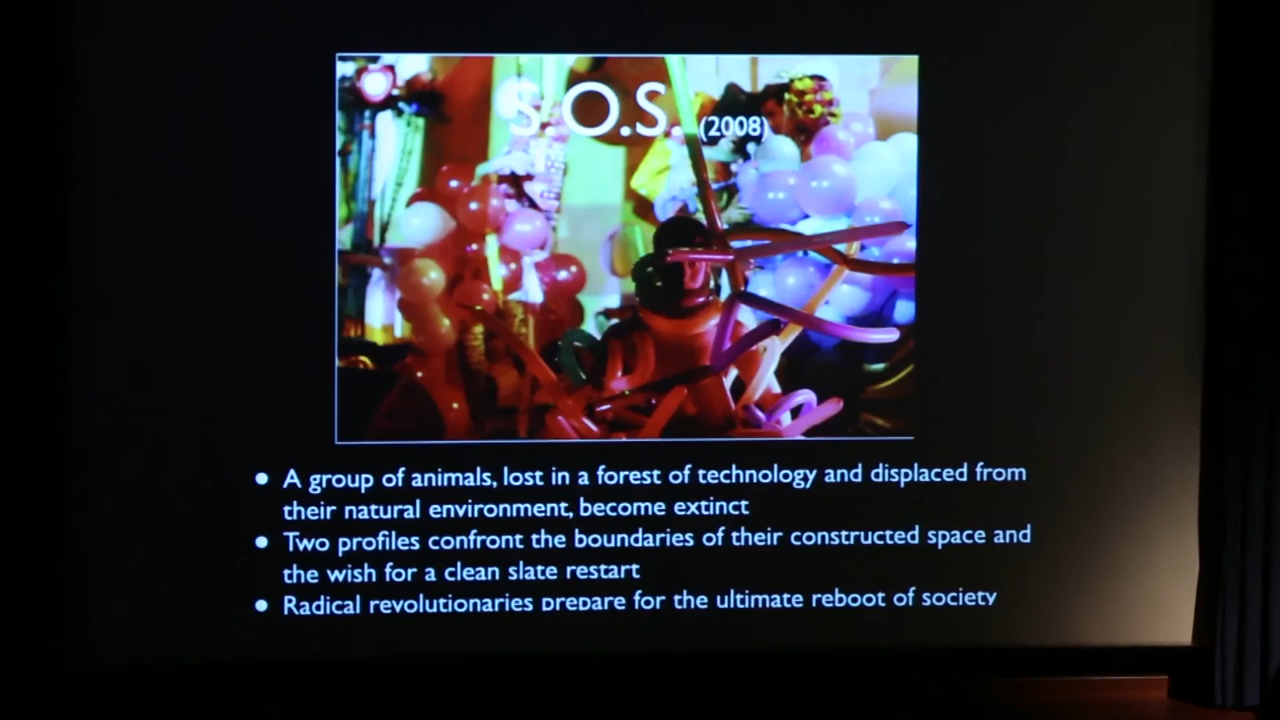 S.O.S. (2008)
• A group of animals, lost in a forest of technology and displaced from
their natural environment, become extinct
• Two profiles confront the boundaries of their constructed space and
the wish for a clean slate restart
• Radical revolutionaries prepare for the ultimate reboot of society